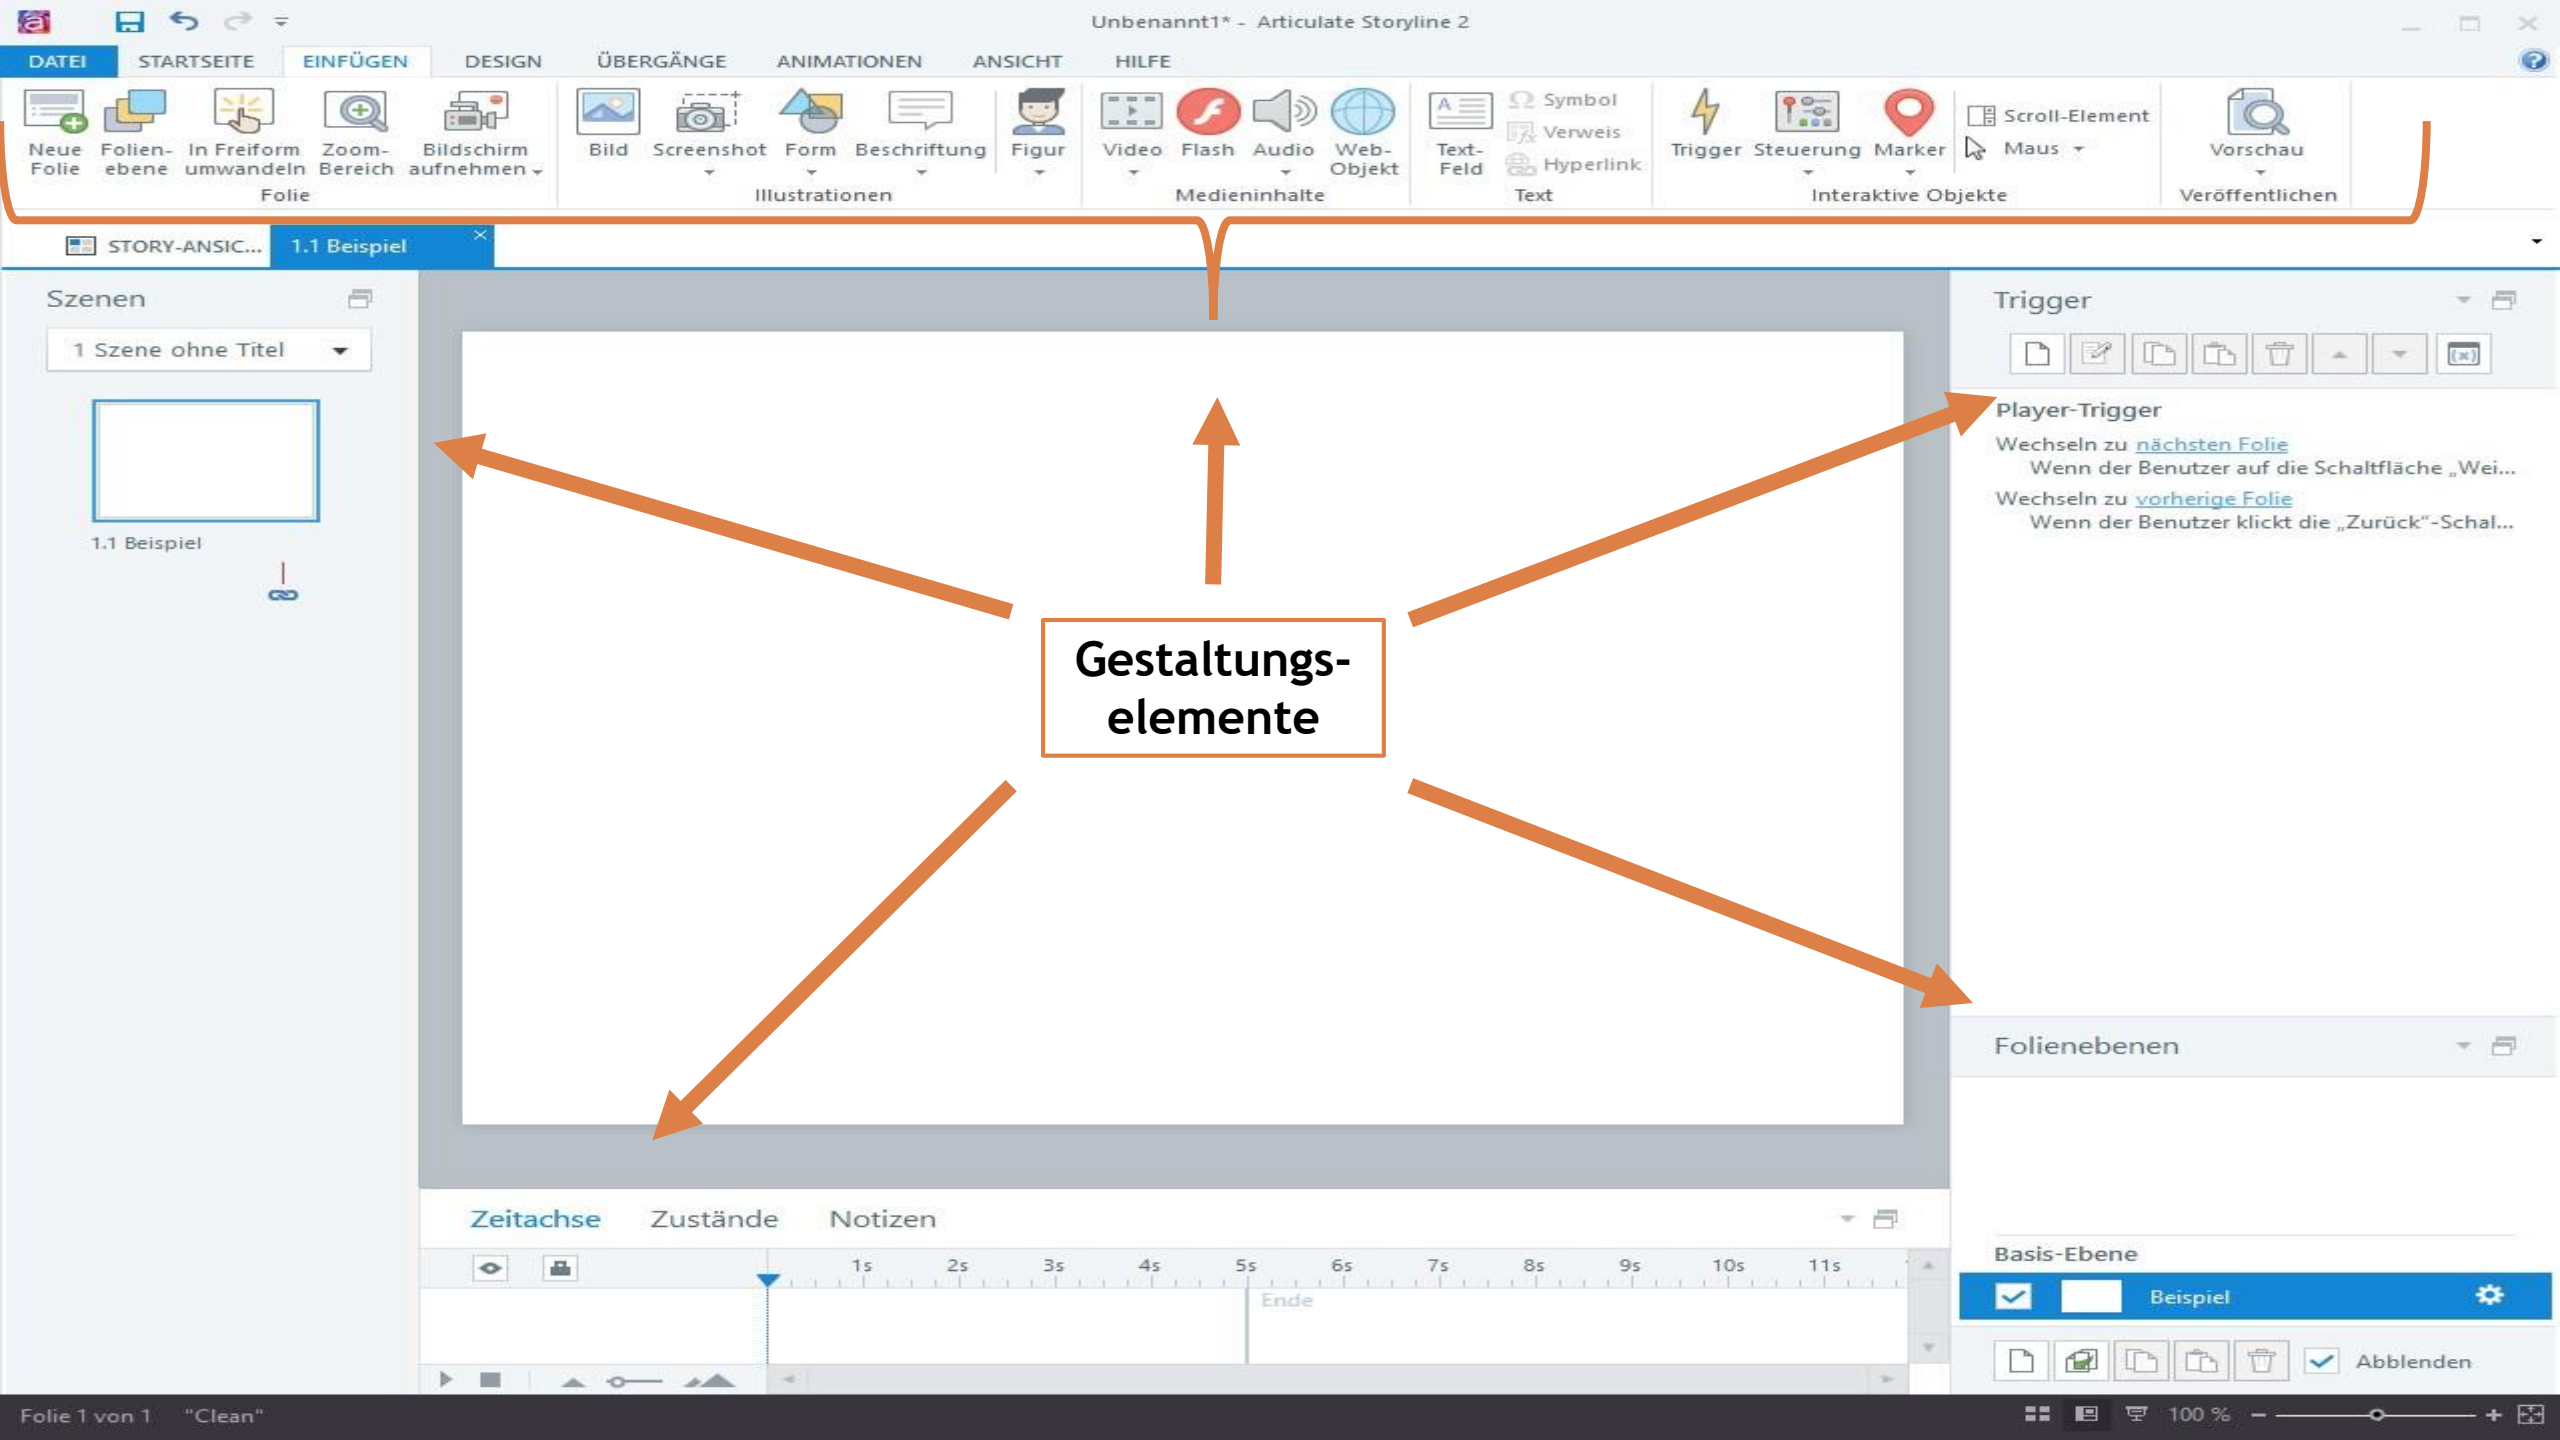 Unbenannt1* - Articulate Storyline 2
DATEI STARTSEITE EINFÜGEN DESIGN ÜBERGÄNGE ANIMATIONEN ANSICHT HILFE
Neue Folie
Folien-ebene
In Freiform umwandeln
Zoom-Bereich
Bildschirm aufnehmen
Folie
Bild
Screenshot
Form
Beschriftung
Figur
Illustrationen
Video
Flash
Audio
Web-Objekt
Medieninhalte
Text-Feld
Symbol
Verweis
Hyperlink
Text
Trigger
Steuerung
Marker
Scroll-Element
Maus
Interaktive Objekte
Vorschau
Veröffentlichen
STORY-ANSIC...
1.1 Beispiel
Szenen
1 Szene ohne Titel
1.1 Beispiel
Gestaltungs-
elemente
Trigger
Player-Trigger
Wechseln zu nächsten Folie
Wenn der Benutzer auf die Schaltfläche „Wei...
Wechseln zu vorherige Folie
Wenn der Benutzer klickt die „Zurück"-Schal...
Folienebenen
Basis-Ebene
Beispiel
Abblenden
Zeitachse Zustände Notizen
1s 2s 3s 4s 5s 6s 7s 8s 9s 10s 11s
Ende
Folie 1 von 1 "Clean"
100 %